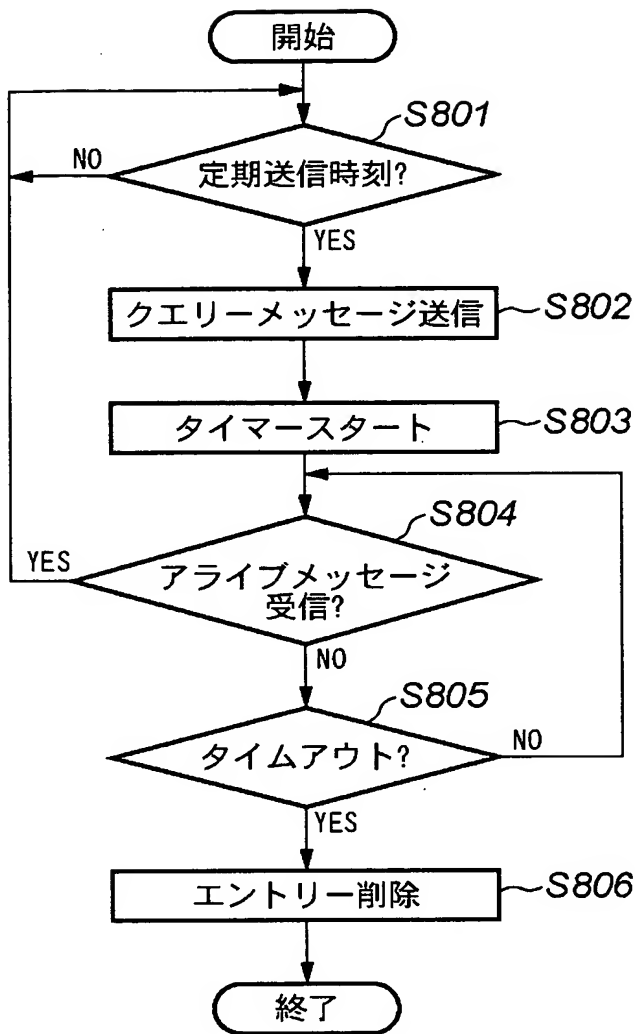 開始
S801
定期送信時刻?
NO
YES
クエリーメッセージ送信
S802
タイマースタート
S803
S804
YES
アライブメッセージ
受信?
NO
S805
タイムアウト?
NO
YES
エントリー削除
S806
終了